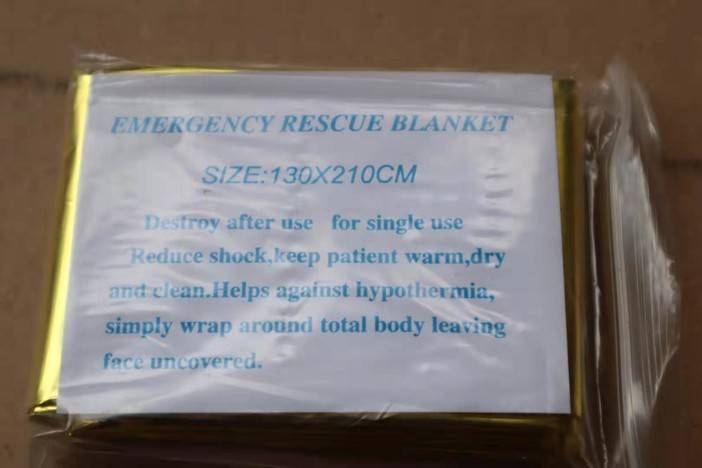 EMERGENCY RESCUE BLANKET
SIZE:130X210CM
Destroy after use for single use
Reduce shock,keep patient warm,dry
and clean.Helps against hypothermia,
simply wrap around total body leaving
face uncovered.